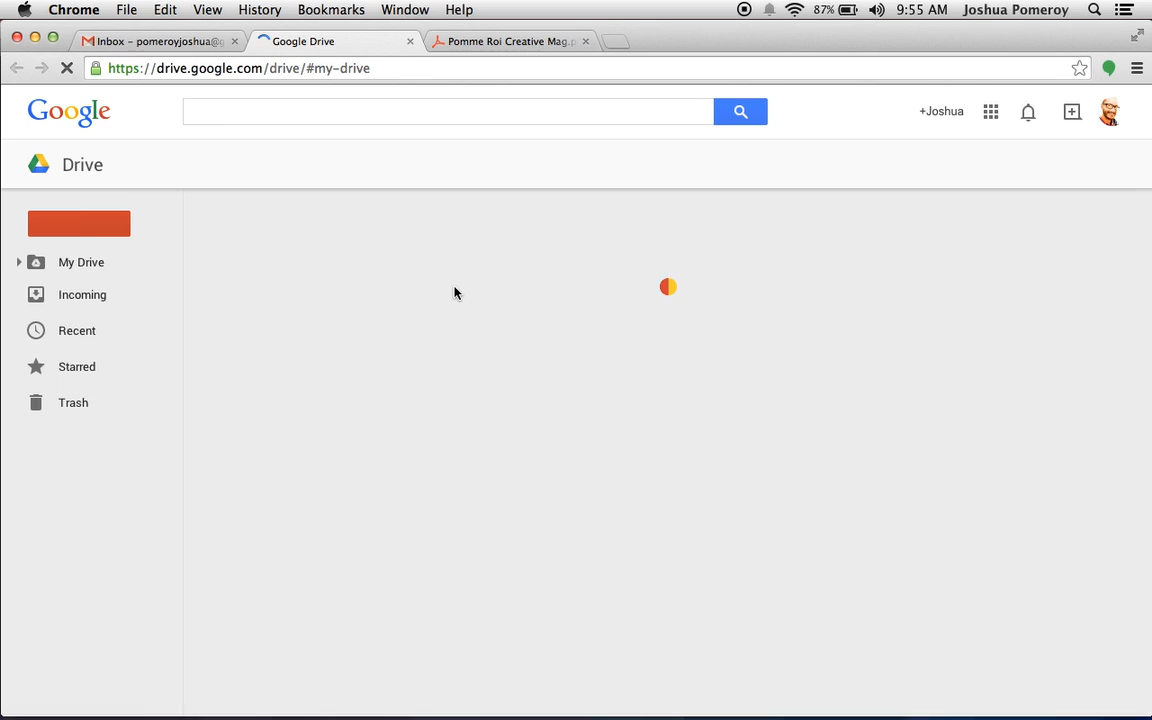 Chrome File Edit View History Bookmarks Window Help 87% 9:55 AM Joshua Pomeroy
Inbox - pomeroyjoshua@g Google Drive Pomme Roi Creative Mag.p
https://drive.google.com/drive/#my-drive
Google +Joshua
Drive
My Drive
Incoming
Recent
Starred
Trash